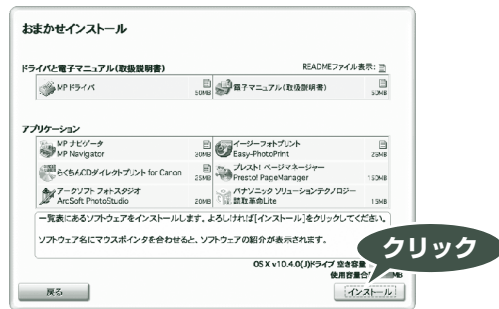 おまかせインストール
ドライバと電子マニュアル(取扱説明書)
READMEファイル表示:
MP ドライバ
50MB
電子マニュアル(取扱説明書)
50MB
アプリケーション
MP ナビゲータ
MP Navigator
30MB
イージーフォトプリント
Easy-PhotoPrint
25MB
らくちんCDダイレクトプリント for Canon
25MB
プレスト! ページマネージャー
Presto! PageManager
150MB
アークソフト フォトスタジオ
ArcSoft PhotoStudio
20MB
パナソニック ソリューションテクノロジー
読取革命Lite
15MB
一覧表にあるソフトウェアをインストールします。よろしければ[インストール]をクリックしてください。
ソフトウェア名にマウスポインタを合わせると、ソフトウェアの紹介が表示されます。
OS X v10.4.0(J)ドライブ 空き容量
使用容量合
MB
クリック
戻る
インストール